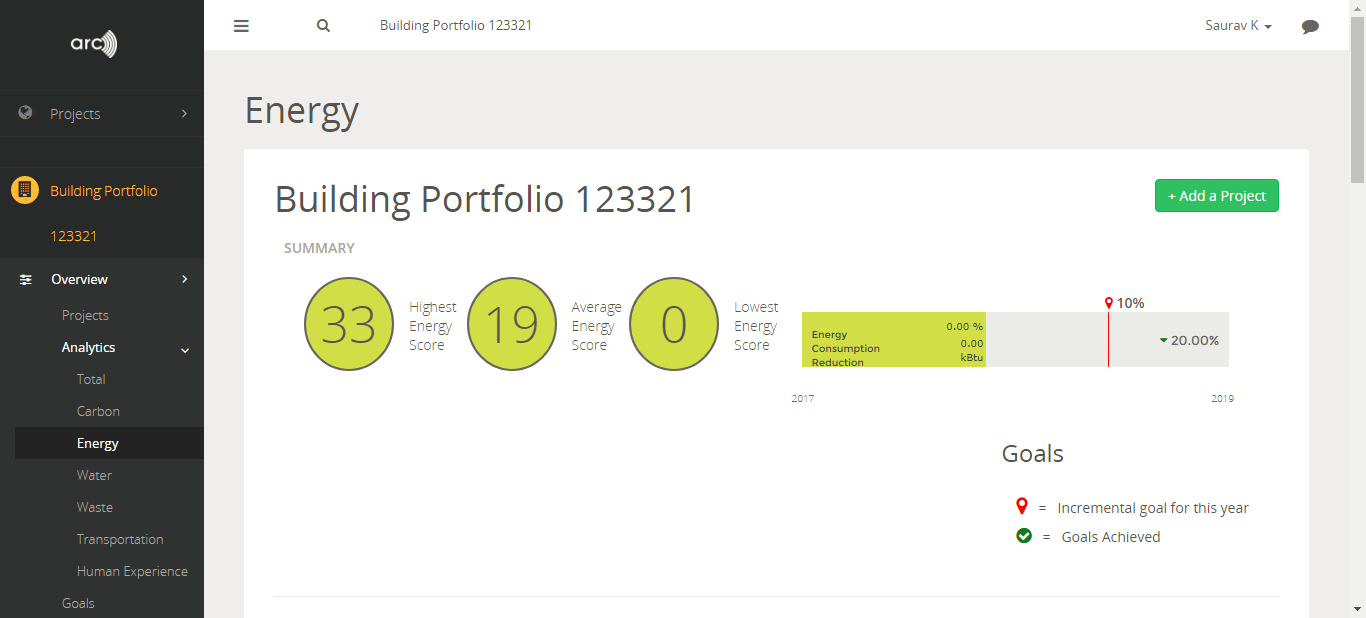 arc
Building Portfolio 123321
Saurav K
Projects
Building Portfolio
123321
Overview
Projects
Analytics
Total
Carbon
Energy
Water
Waste
Transportation
Human Experience
Goals
Energy
Building Portfolio 123321
+ Add a Project
SUMMARY
33
Highest
Energy
Score
19
Average
Energy
Score
0
Lowest
Energy
Score
10%
Energy
Consumption
Reduction
0.00 %
0.00
kBtu
20.00%
2017
2019
Goals
= Incremental goal for this year
= Goals Achieved